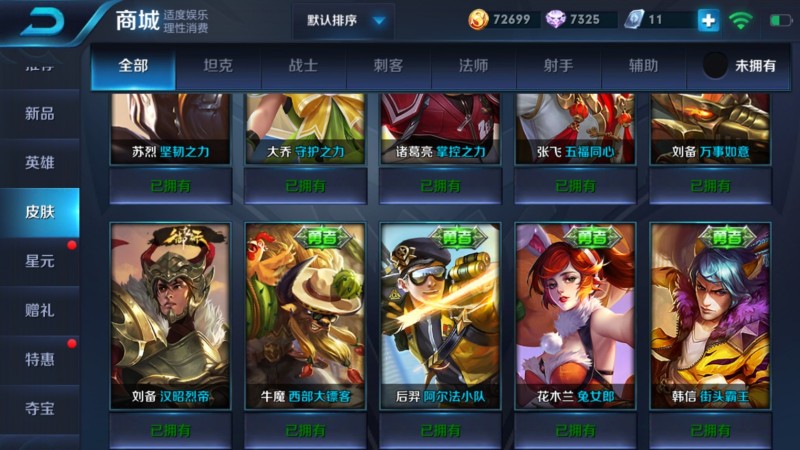 商城
适度娱乐
理性消费
默认排序
72699
7325
11
全部
坦克
战士
刺客
法师
射手
辅助
未拥有
推荐
新品
英雄
皮肤
星元
赠礼
特惠
夺宝
苏烈 坚韧之力
大乔 守护之力
诸葛亮 掌控之力
张飞 五福同心
刘备 万事如意
已拥有
已拥有
已拥有
已拥有
已拥有
勇者
勇者
勇者
勇者
刘备 汉昭烈帝
牛魔 西部大镖客
后羿 阿尔法小队
花木兰 兔女郎
韩信 街头霸王
已拥有
已拥有
已拥有
已拥有
已拥有